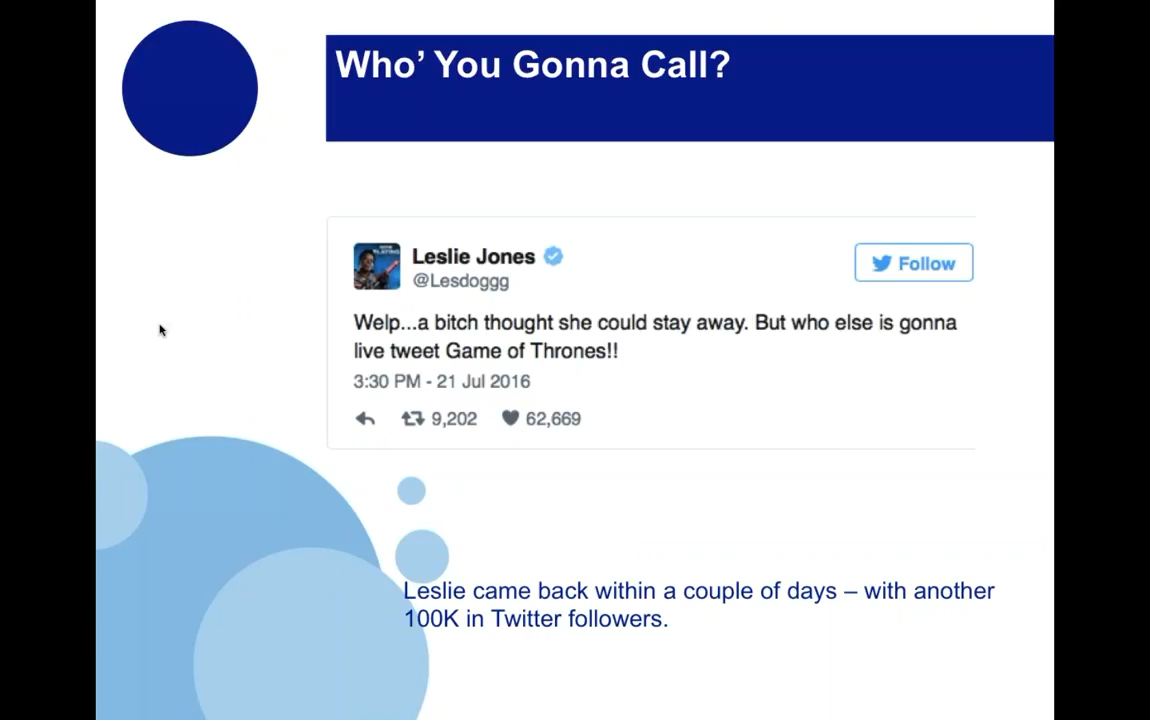 Who’ You Gonna Call?
Leslie Jones
@Lesdoggg
Follow
Welp...a bitch thought she could stay away. But who else is gonna
live tweet Game of Thrones!!
3:30 PM - 21 Jul 2016
9,202 62,669
Leslie came back within a couple of days – with another
100K in Twitter followers.